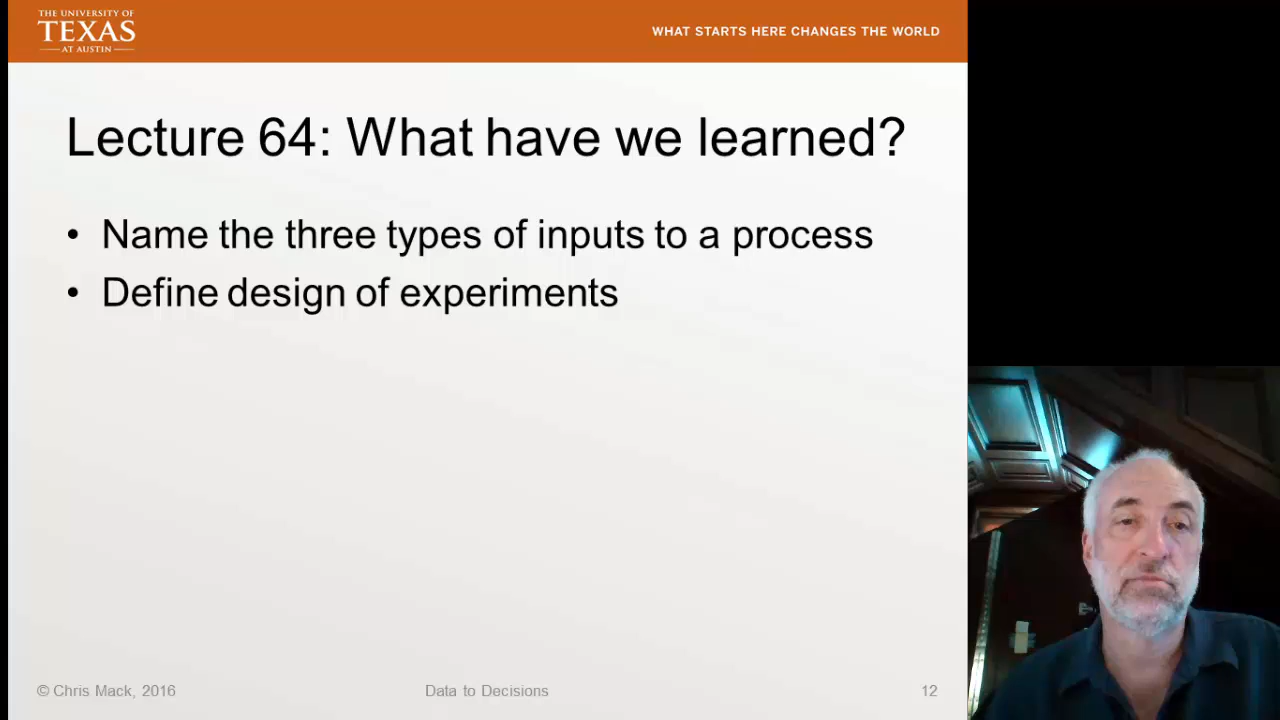 THE UNIVERSITY OF
TEXAS
AT AUSTIN
WHAT STARTS HERE CHANGES THE WORLD
Lecture 64: What have we learned?
• Name the three types of inputs to a process
• Define design of experiments
© Chris Mack, 2016
Data to Decisions
12